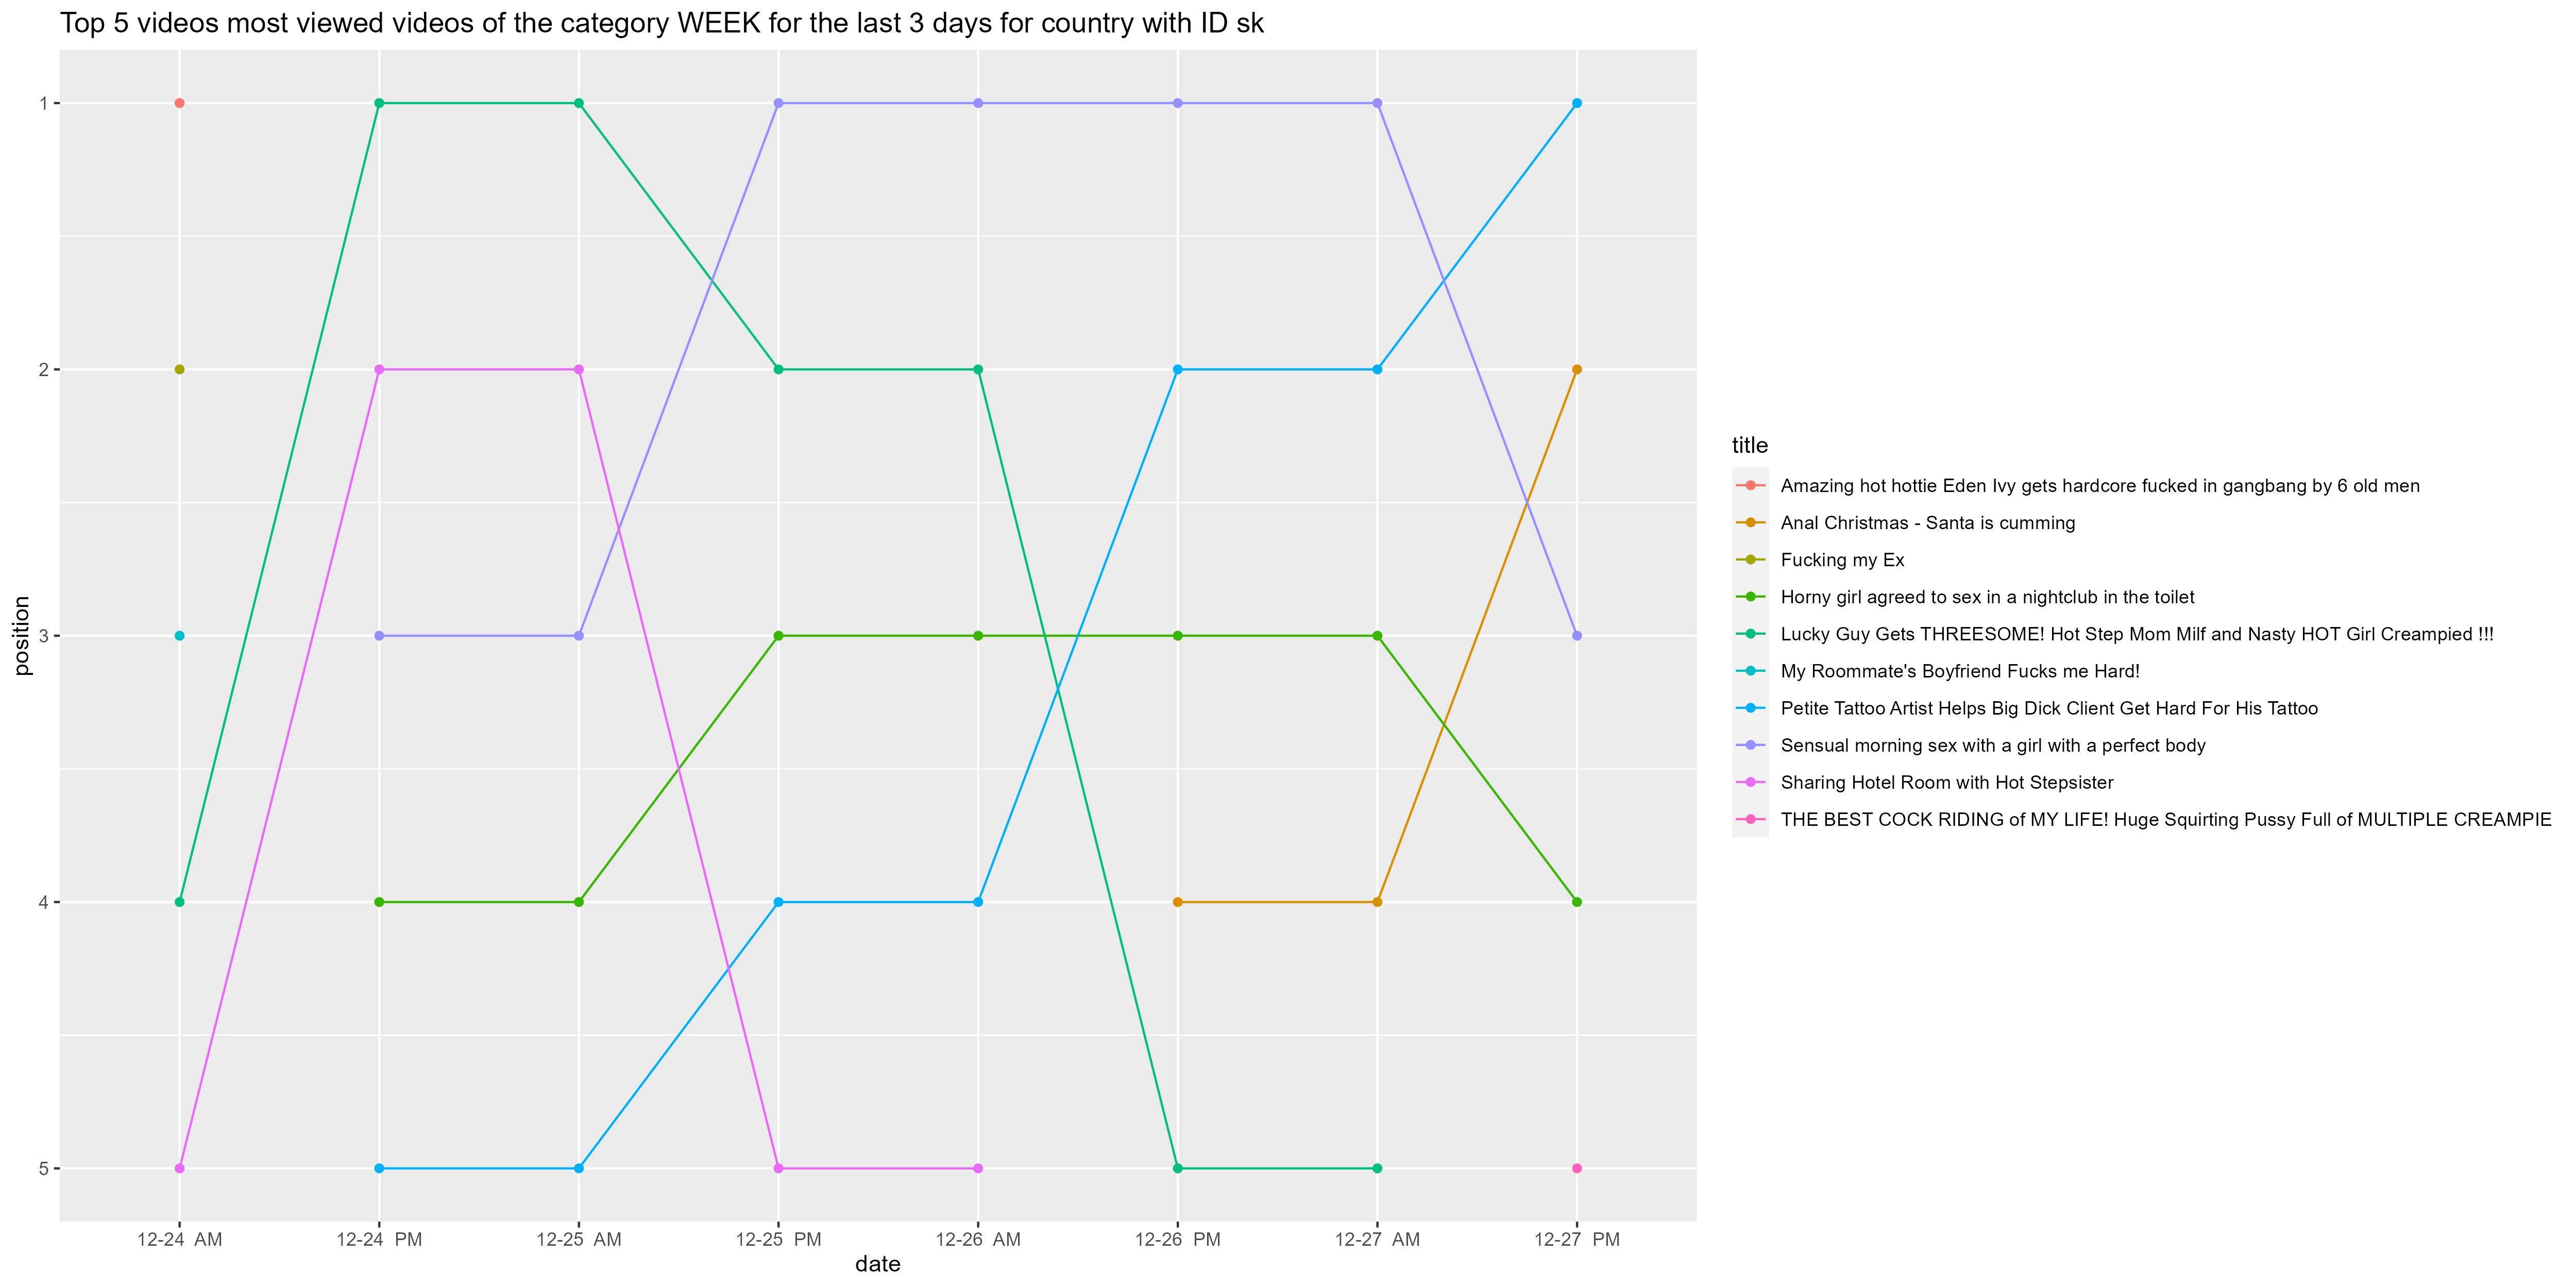 Top 5 videos most viewed videos of the category WEEK for the last 3 days for country with ID sk
1
2
3
4
5
position
12-24 AM
12-24 PM
12-25 AM
12-25 PM
12-26 AM
12-26 PM
12-27 AM
12-27 PM
date
title
Amazing hot hottie Eden Ivy gets hardcore fucked in gangbang by 6 old men
Anal Christmas - Santa is cumming
Fucking my Ex
Horny girl agreed to sex in a nightclub in the toilet
Lucky Guy Gets THREESOME! Hot Step Mom Milf and Nasty HOT Girl Creampied !!!
My Roommate's Boyfriend Fucks me Hard!
Petite Tattoo Artist Helps Big Dick Client Get Hard For His Tattoo
Sensual morning sex with a girl with a perfect body
Sharing Hotel Room with Hot Stepsister
THE BEST COCK RIDING of MY LIFE! Huge Squirting Pussy Full of MULTIPLE CREAMPIE